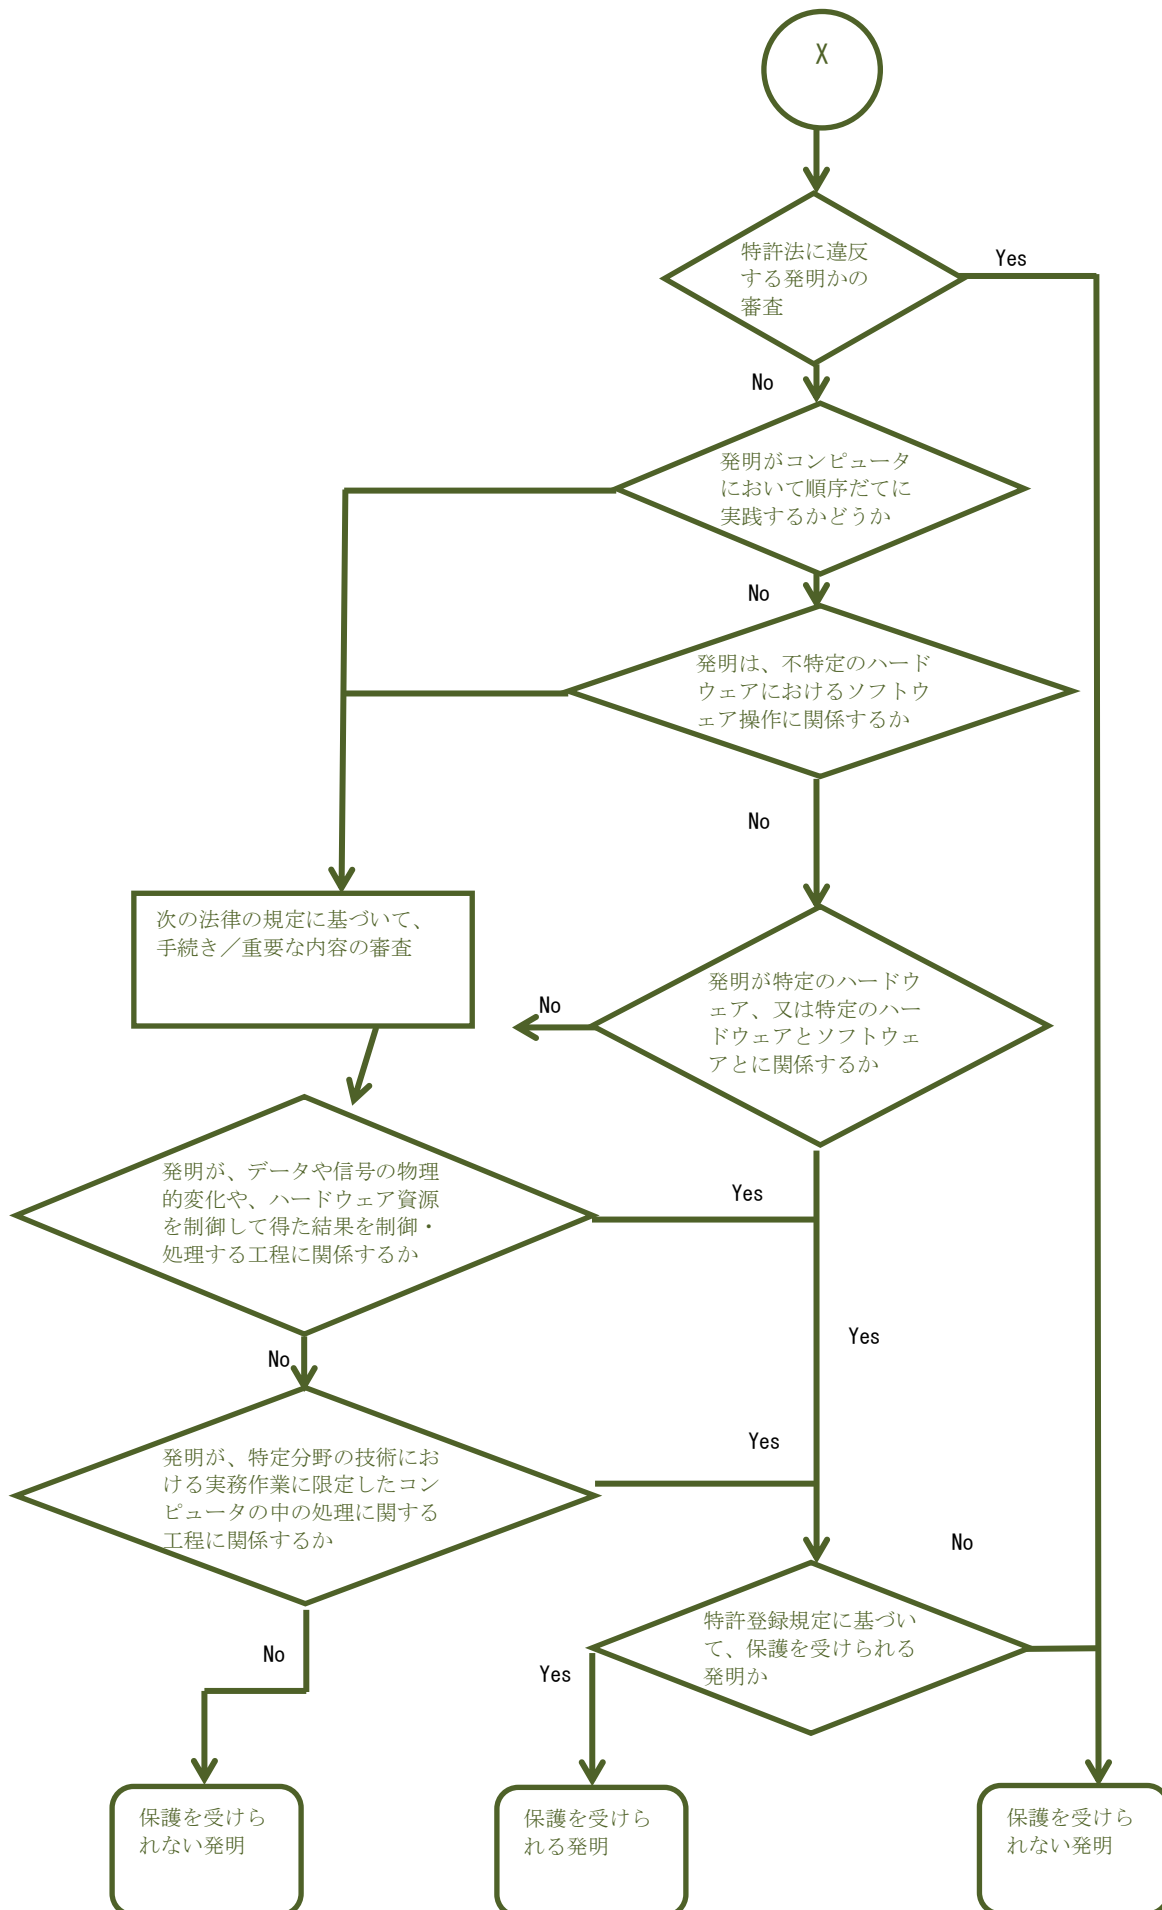 X
特許法に違反
する発明かの
審査
Yes
No
発明がコンピュータ
において順序だてに
実践するかどうか
No
発明は、不特定のハード
ウェアにおけるソフトウ
ェア操作に関係するか
No
次の法律の規定に基づいて、
手続き／重要な内容の審査
発明が特定のハードウ
ェア、又は特定のハー
ドウェアとソフトウェ
アとに関係するか
No
発明が、データや信号の物理
的変化や、ハードウェア資源
を制御して得た結果を制御・
処理する工程に関係するか
Yes
Yes
No
発明が、特定分野の技術にお
ける実務作業に限定したコン
ピュータの中の処理に関する
工程に関係するか
Yes
No
特許登録規定に基づい
て、保護を受けられる
発明か
No
Yes
保護を受けら
れない発明
保護を受けら
れる発明
保護を受けら
れない発明